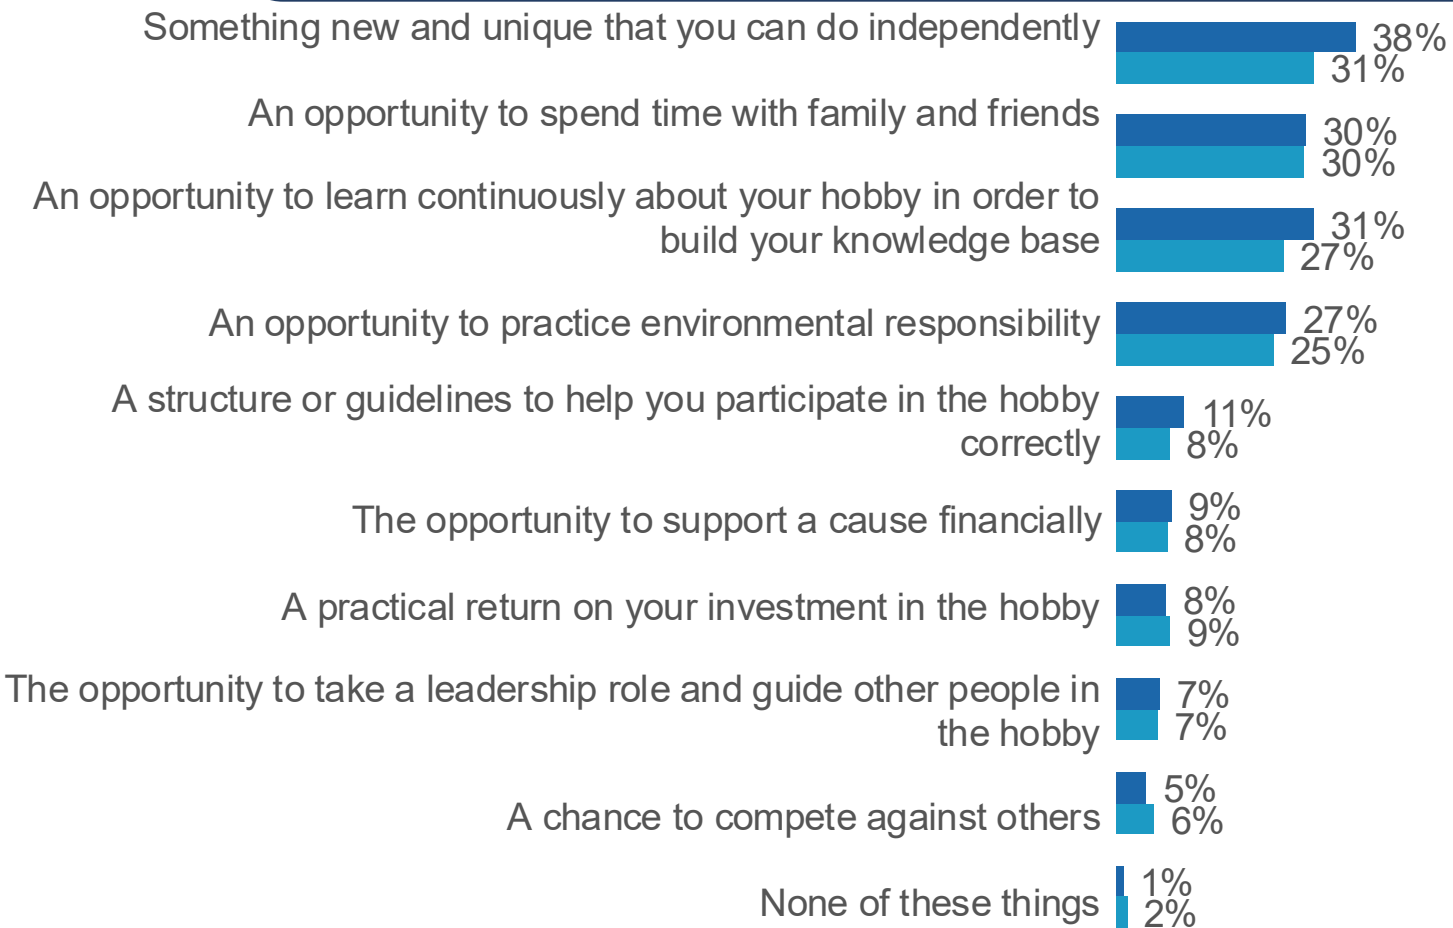 Something new and unique that you can do independently
38%
31%
An opportunity to spend time with family and friends
30%
30%
An opportunity to learn continuously about your hobby in order to
build your knowledge base
31%
27%
An opportunity to practice environmental responsibility
27%
25%
A structure or guidelines to help you participate in the hobby
correctly
11%
8%
The opportunity to support a cause financially
9%
8%
A practical return on your investment in the hobby
8%
9%
The opportunity to take a leadership role and guide other people in
the hobby
7%
7%
A chance to compete against others
5%
6%
None of these things
1%
2%